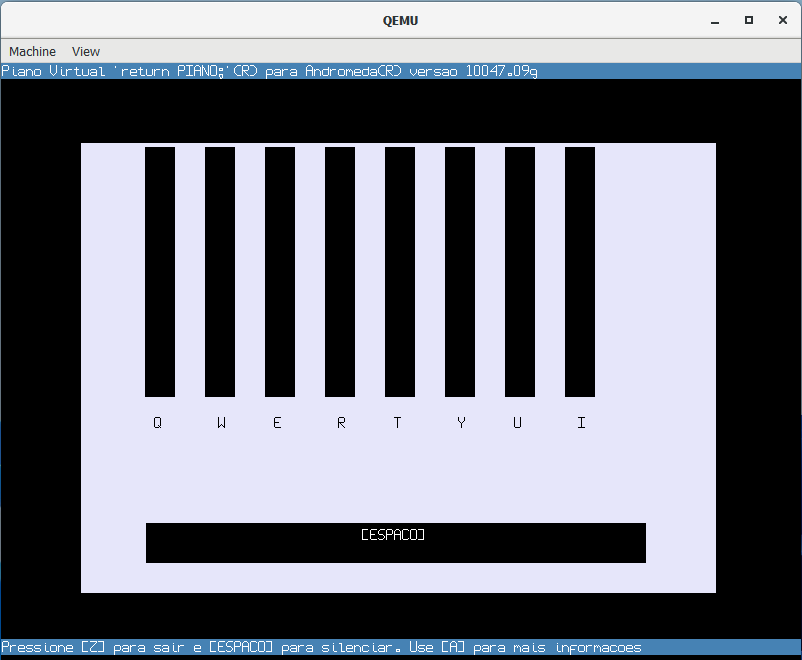 QEMU
Machine View
Piano Virtual 'return PIANO;'(R) para Andromeda(R) versao 10047.09g
Q W E R T Y U I
[ESPACO]
Pressione [Z] para sair e [ESPACO] para silenciar. Use [A] para mais informacoes